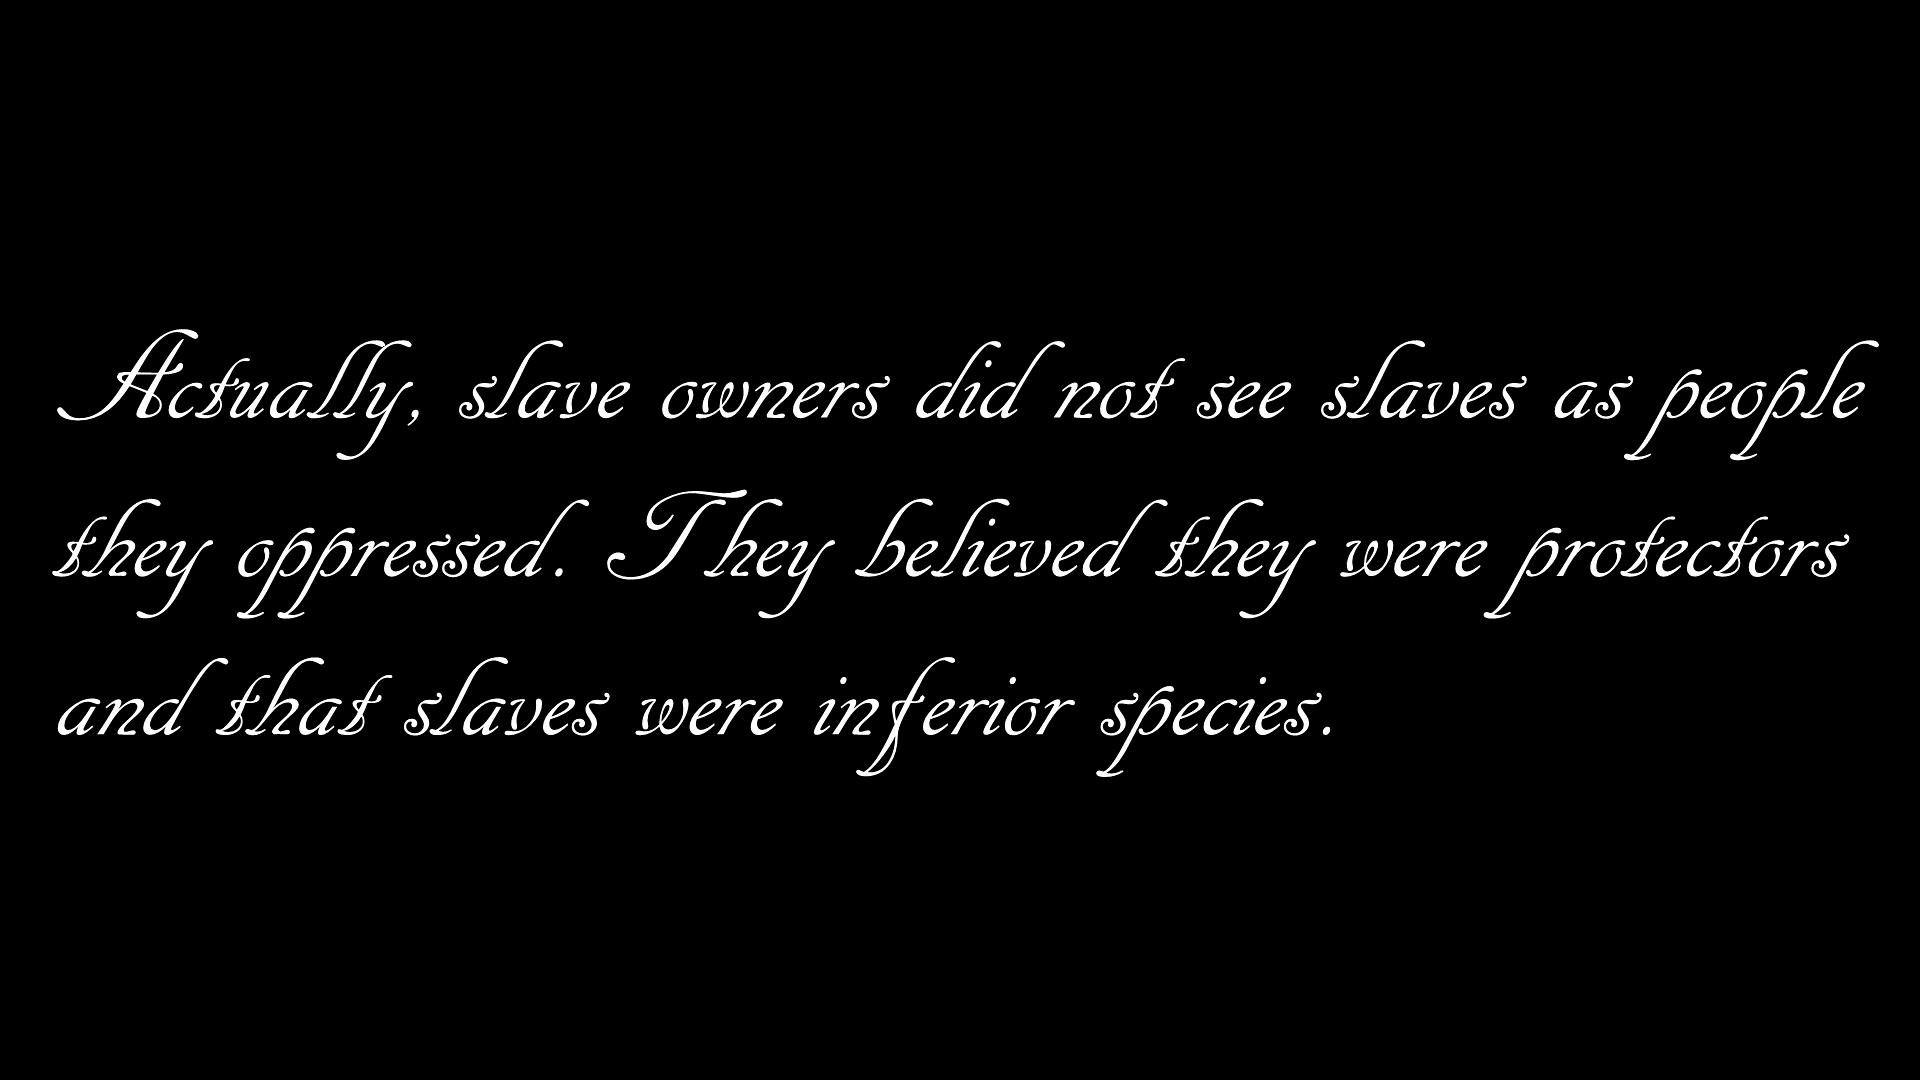 Actually, slave owners did not see slaves as people
they oppressed. They believed they were protectors
and that slaves were inferior species.